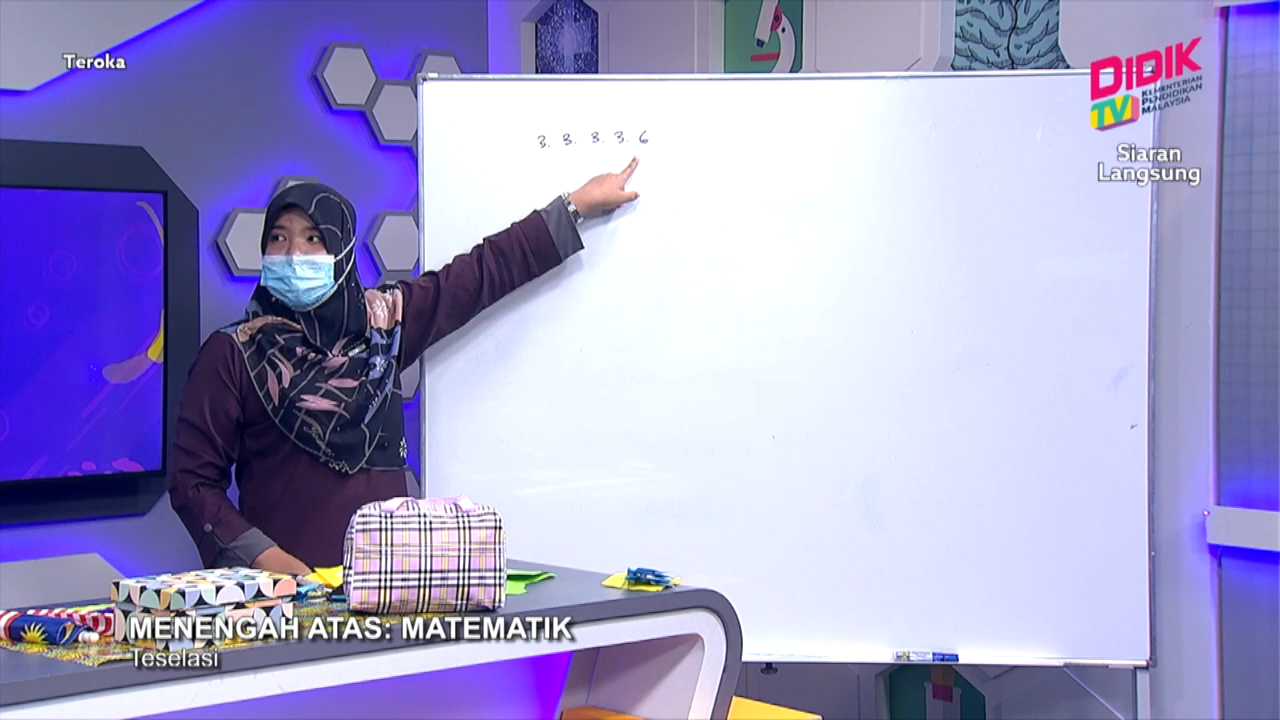 Teroka
3. 3. 3. 3. 6
DIDIK
TV
KEMENTERIAN
PENDIDIKAN
MALAYSIA
Siaran
Langsung
MENENGAH ATAS: MATEMATIK
Teselasi